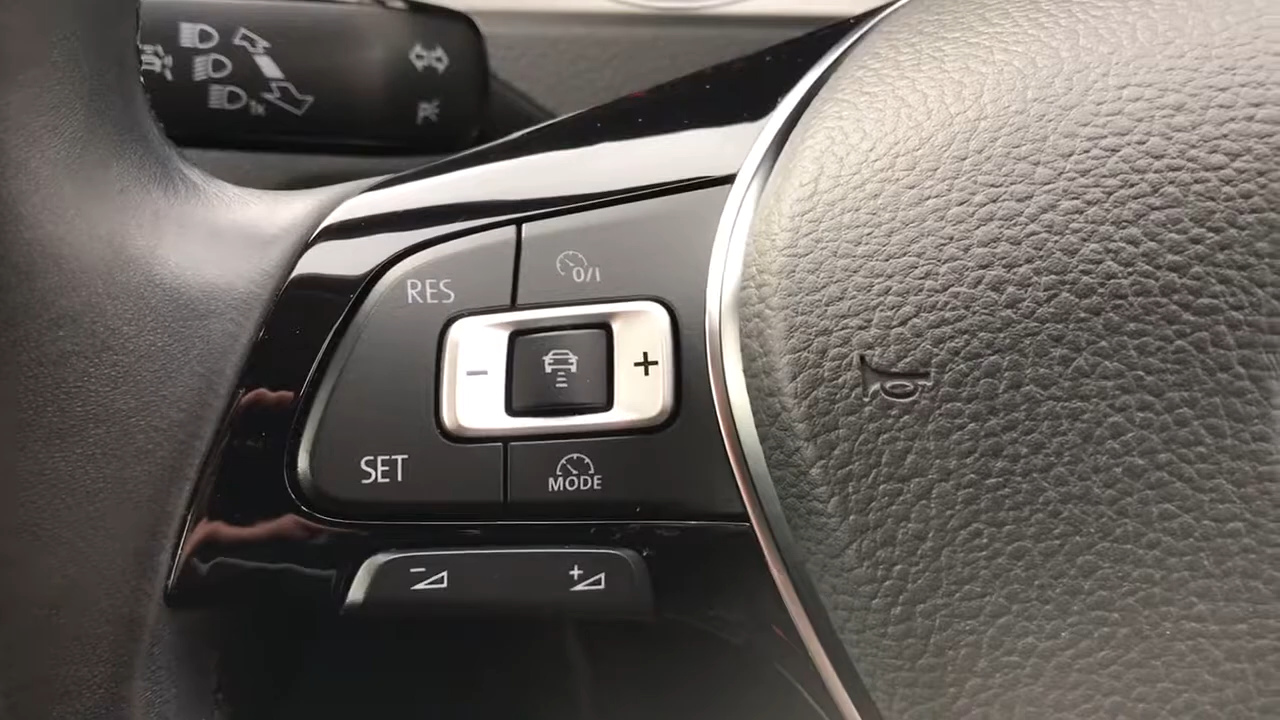 RES
0/I
-
+
SET
MODE
-
+